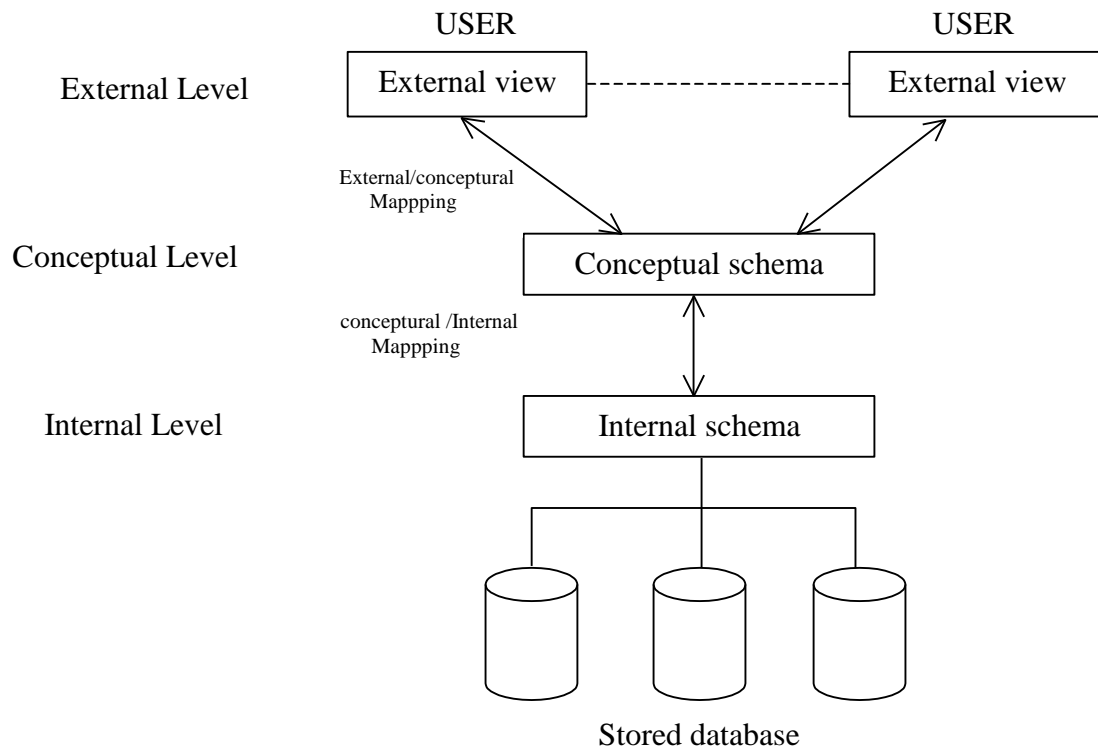 USER
USER
External Level
External view
External view
External/conceptural
Mappping
Conceptual Level
Conceptual schema
conceptural /Internal
Mappping
Internal Level
Internal schema
Stored database